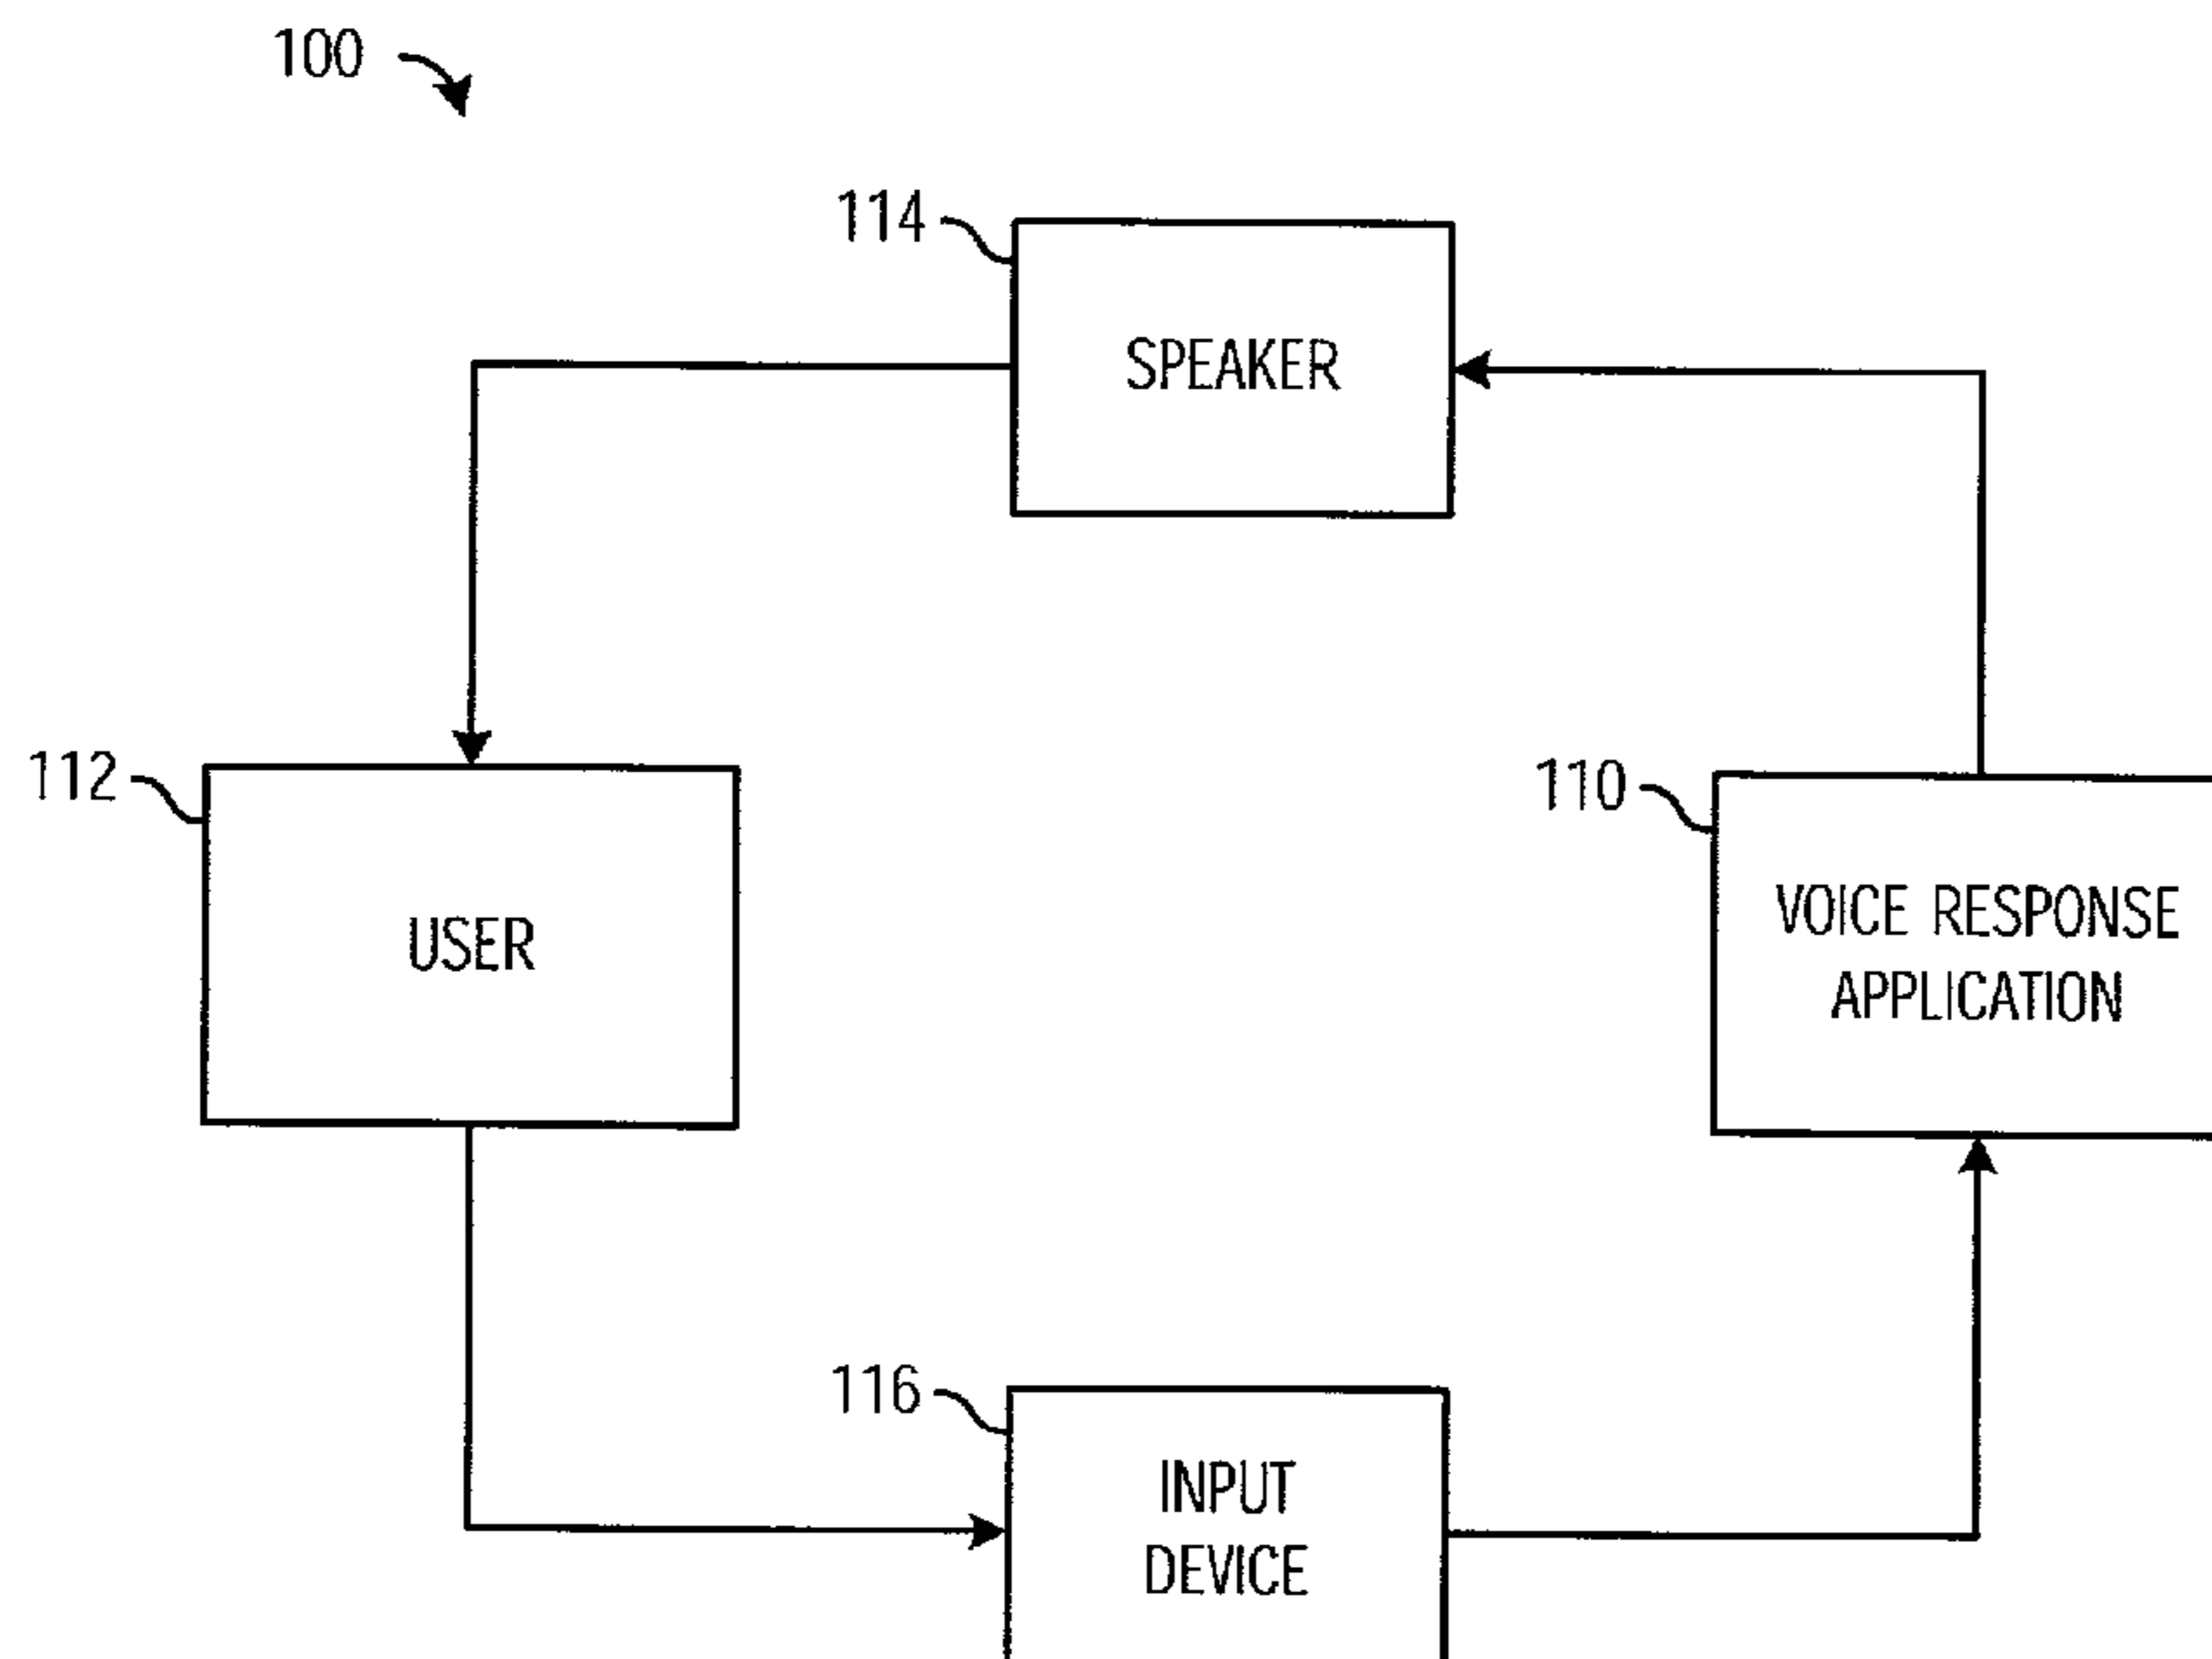 100
114
SPEAKER
112
USER
110
VOICE RESPONSE
APPLICATION
116
INPUT
DEVICE